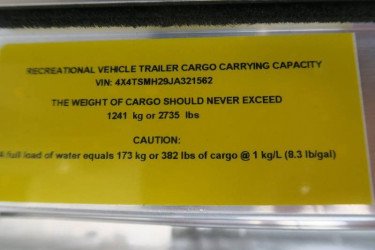 RECREATIONAL VEHICLE TRAILER CARGO CARRYING CAPACITY
VIN: 4X4TSMH29JA321562
THE WEIGHT OF CARGO SHOULD NEVER EXCEED
1241 kg or 2735 lbs
CAUTION:
A full load of water equals 173 kg or 382 lbs of cargo @ 1 kg/L (8.3 lb/gal)